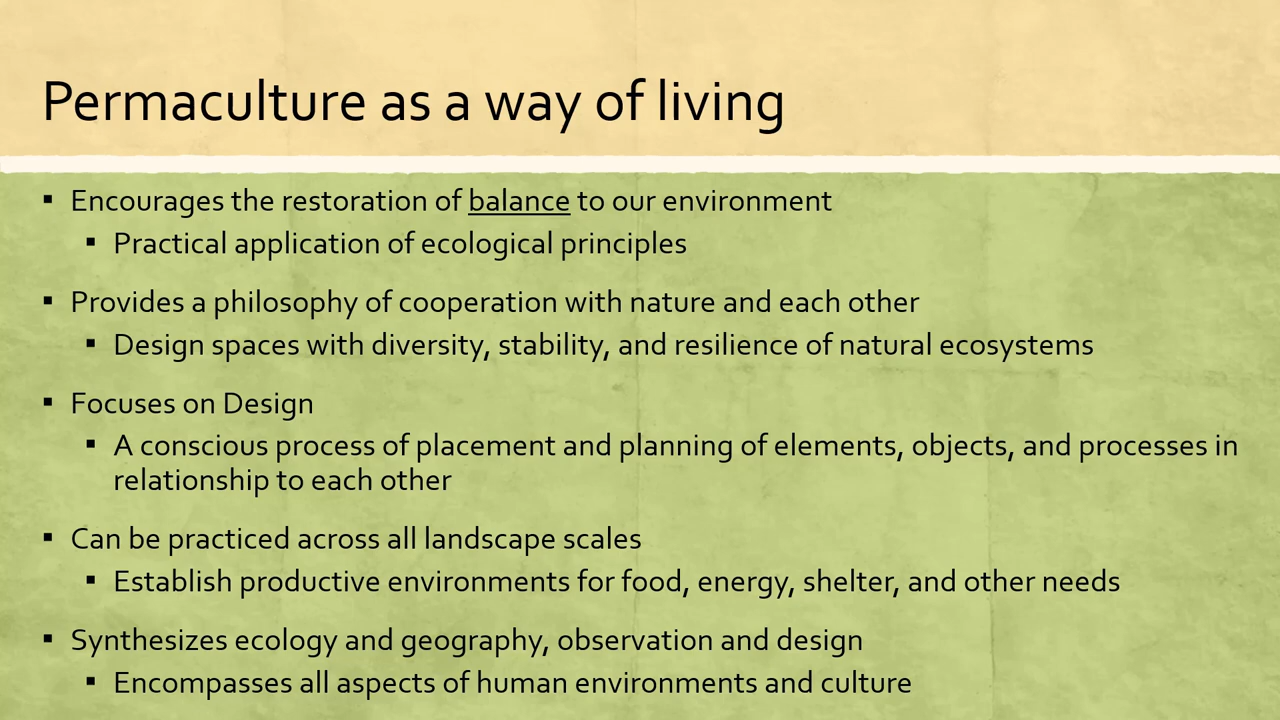 Permaculture as a way of living
▪ Encourages the restoration of balance to our environment
▪ Practical application of ecological principles
▪ Provides a philosophy of cooperation with nature and each other
▪ Design spaces with diversity, stability, and resilience of natural ecosystems
▪ Focuses on Design
▪ A conscious process of placement and planning of elements, objects, and processes in
relationship to each other
▪ Can be practiced across all landscape scales
▪ Establish productive environments for food, energy, shelter, and other needs
▪ Synthesizes ecology and geography, observation and design
▪ Encompasses all aspects of human environments and culture